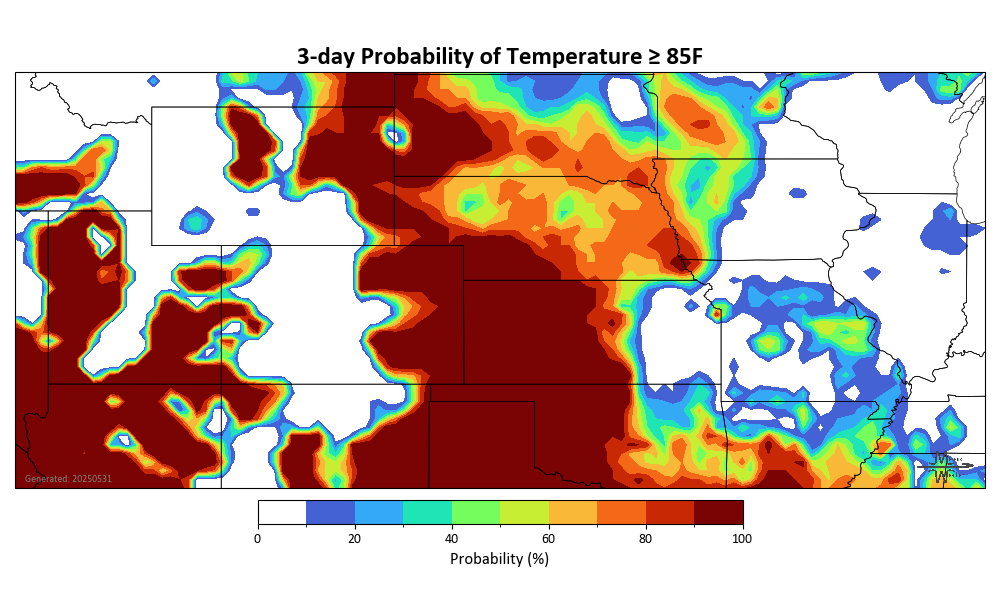 3-day Probability of Temperature ≥ 85F
Generated: 20250531
0 20 40 60 80 100
Probability (%)